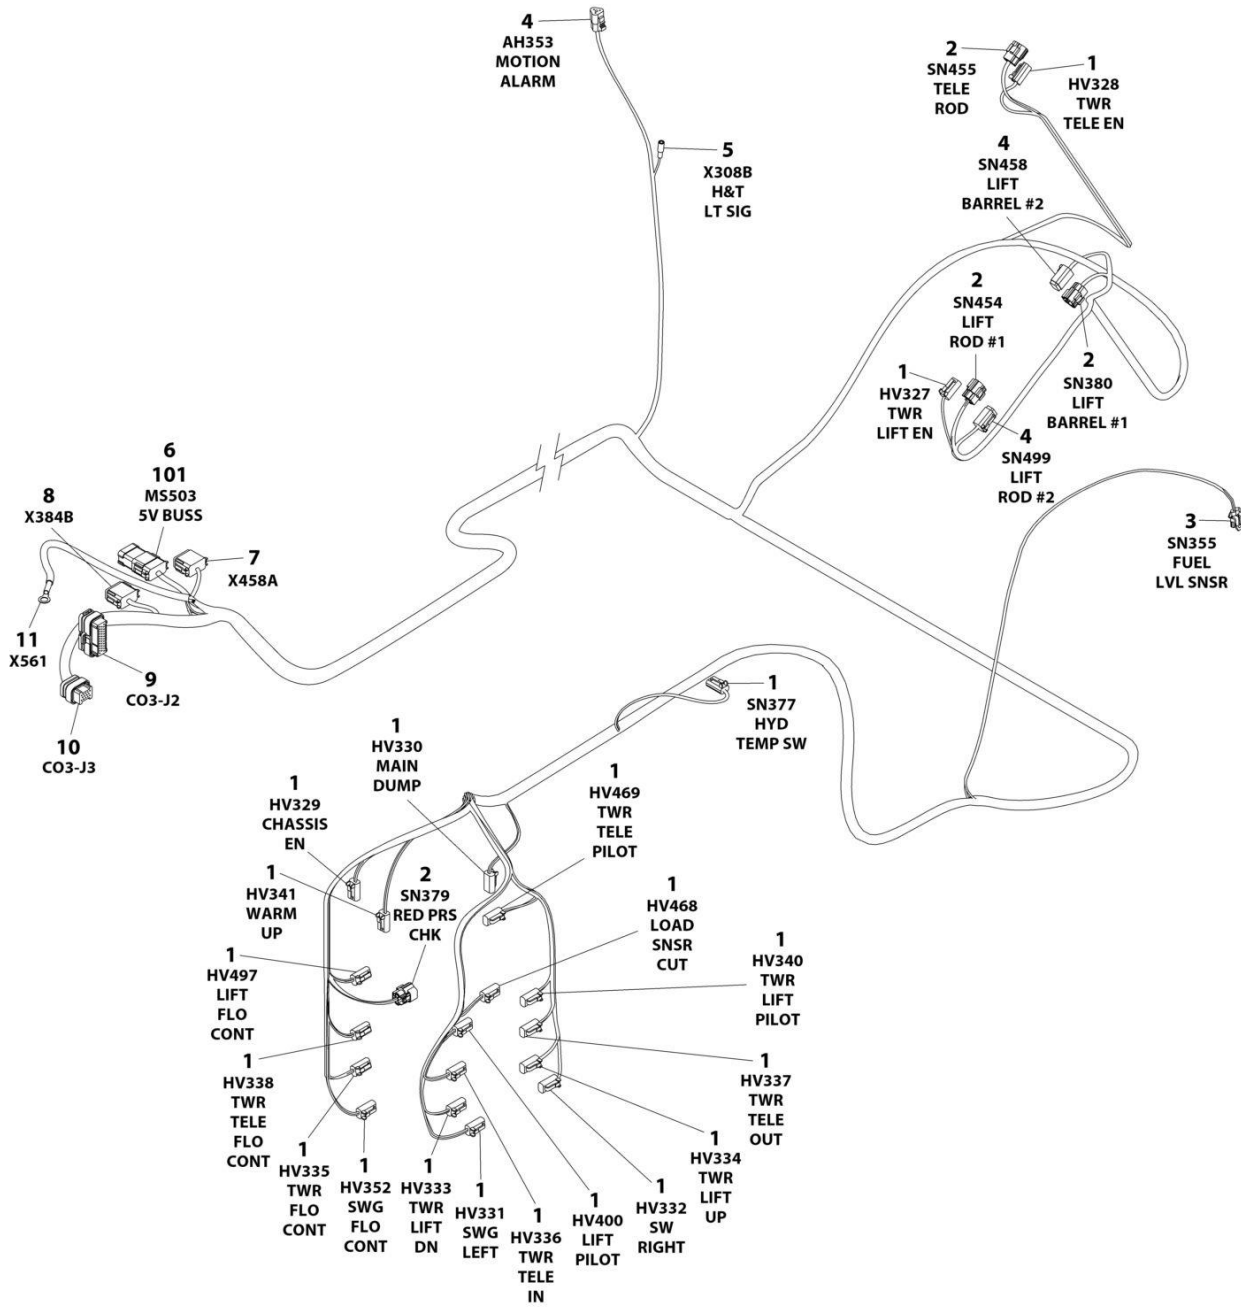 4
AH353
MOTION
ALARM
2
SN455
TELE
ROD
1
HV328
TWR
TELE EN
5
X308B
H&T
LT SIG
4
SN458
LIFT
BARREL #2
2
SN454
LIFT
ROD #1
1
HV327
TWR
LIFT EN
2
SN380
LIFT
BARREL #1
4
SN499
LIFT
ROD #2
3
SN355
FUEL
LVL SNSR
6
101
MS503
5V BUSS
8
X384B
7
X458A
11
X561
9
CO3-J2
10
CO3-J3
1
SN377
HYD
TEMP SW
1
HV330
MAIN
DUMP
1
HV329
CHASSIS
EN
1
HV469
TWR
TELE
PILOT
1
HV341
WARM
UP
2
SN379
RED PRS
CHK
1
HV468
LOAD
SNSR
CUT
1
HV340
TWR
LIFT
PILOT
1
HV497
LIFT
FLO
CONT
1
HV338
TWR
TELE
FLO
CONT
1
HV337
TWR
TELE
OUT
1
HV335
TWR
FLO
CONT
1
HV352
SWG
FLO
CONT
1
HV333
TWR
LIFT
DN
1
HV331
SWG
LEFT
1
HV336
TWR
TELE
IN
1
HV400
LIFT
PILOT
1
HV332
SW
RIGHT
1
HV334
TWR
LIFT
UP